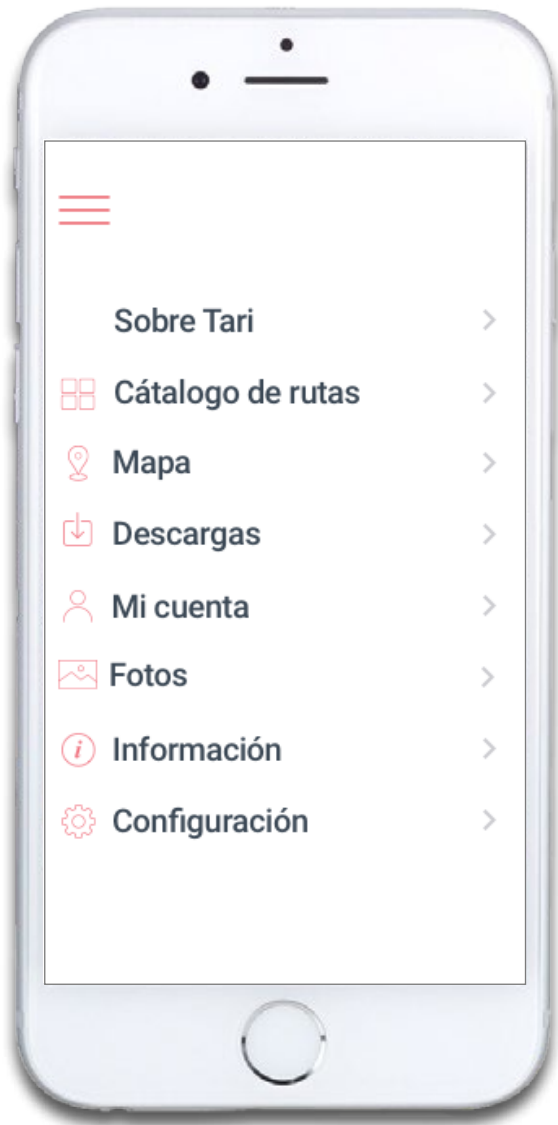 Sobre Tari
Cátalogo de rutas
Mapa
Descargas
Mi cuenta
Fotos
Información
Configuración